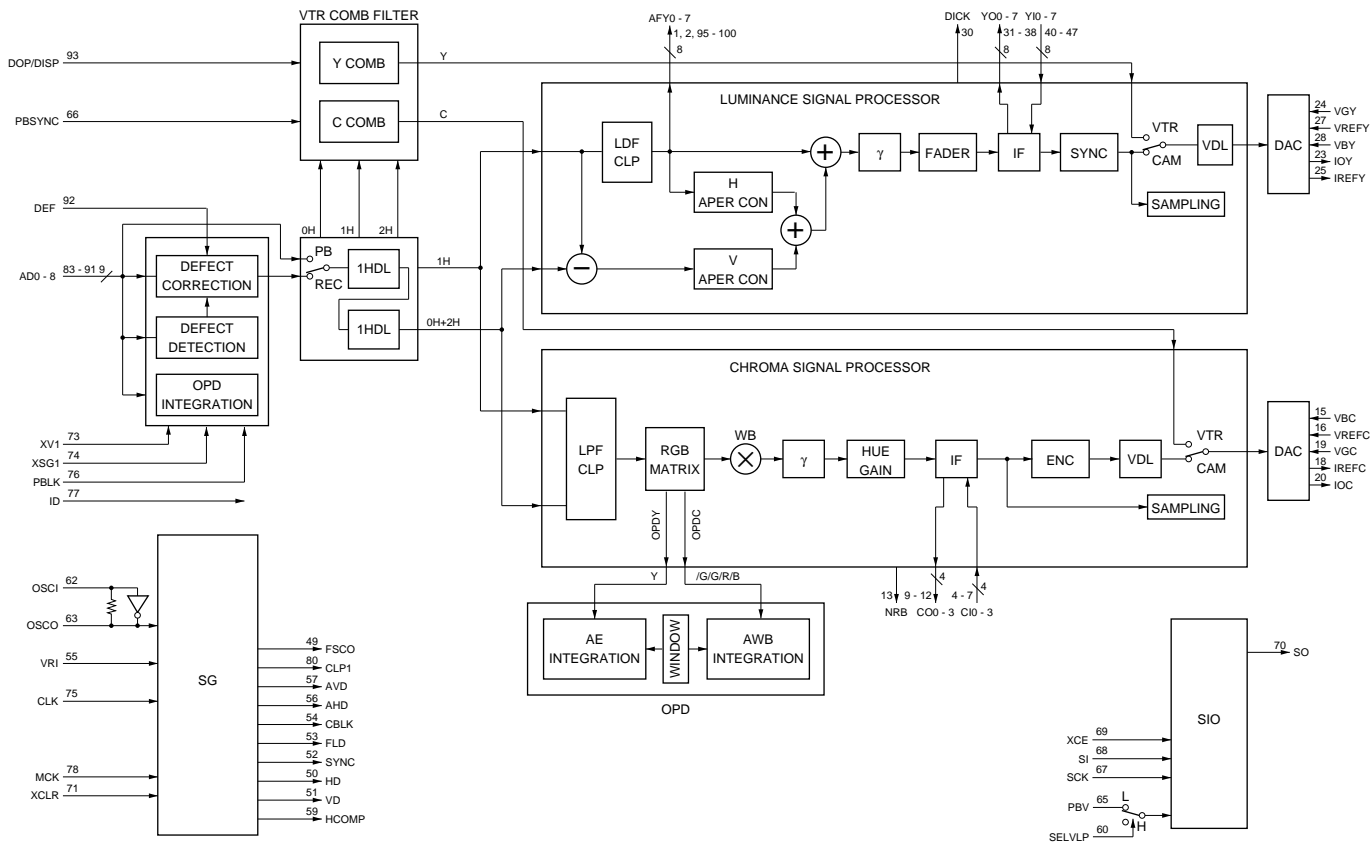 VTR COMB FILTER
AFY0 - 7
1, 2, 95 - 100
8
DICK
30
YO0 - 7
31 - 38
8
YI0 - 7
40 - 47
8
DOP/DISP
93
PBSYNC
66
Y COMB
C COMB
Y
C
0H
1H
2H
DEF
92
AD0 - 8
83 - 91
9
DEFECT
CORRECTION
DEFECT
DETECTION
OPD
INTEGRATION
PB
REC
1HDL
1HDL
1H
0H+2H
XV1
73
XSG1
74
PBLK
76
ID
77
LUMINANCE SIGNAL PROCESSOR
LDF
CLP
H
APER CON
V
APER CON
+
+
−
γ
FADER
IF
SYNC
VTR
CAM
VDL
SAMPLING
DAC
24
VGY
27
VREFY
28
VBY
23
IOY
25
IREFY
CHROMA SIGNAL PROCESSOR
LPF
CLP
RGB
MATRIX
WB
×
γ
HUE
GAIN
IF
ENC
VDL
VTR
CAM
SAMPLING
DAC
15
VBC
16
VREFC
19
VGC
18
IREFC
20
IOC
OPDY
OPDC
Y
/G/G/R/B
4
4
13
9 - 12
4 - 7
NRB
CO0 - 3
CI0 - 3
AE
INTEGRATION
WINDOW
AWB
INTEGRATION
OPD
OSCI
62
OSCO
63
VRI
55
CLK
75
MCK
78
XCLR
71
SG
49
FSCO
80
CLP1
57
AVD
56
AHD
54
CBLK
53
FLD
52
SYNC
50
HD
51
VD
59
HCOMP
SIO
70
SO
XCE
69
SI
68
SCK
67
PBV
65
L
H
SELVLP
60